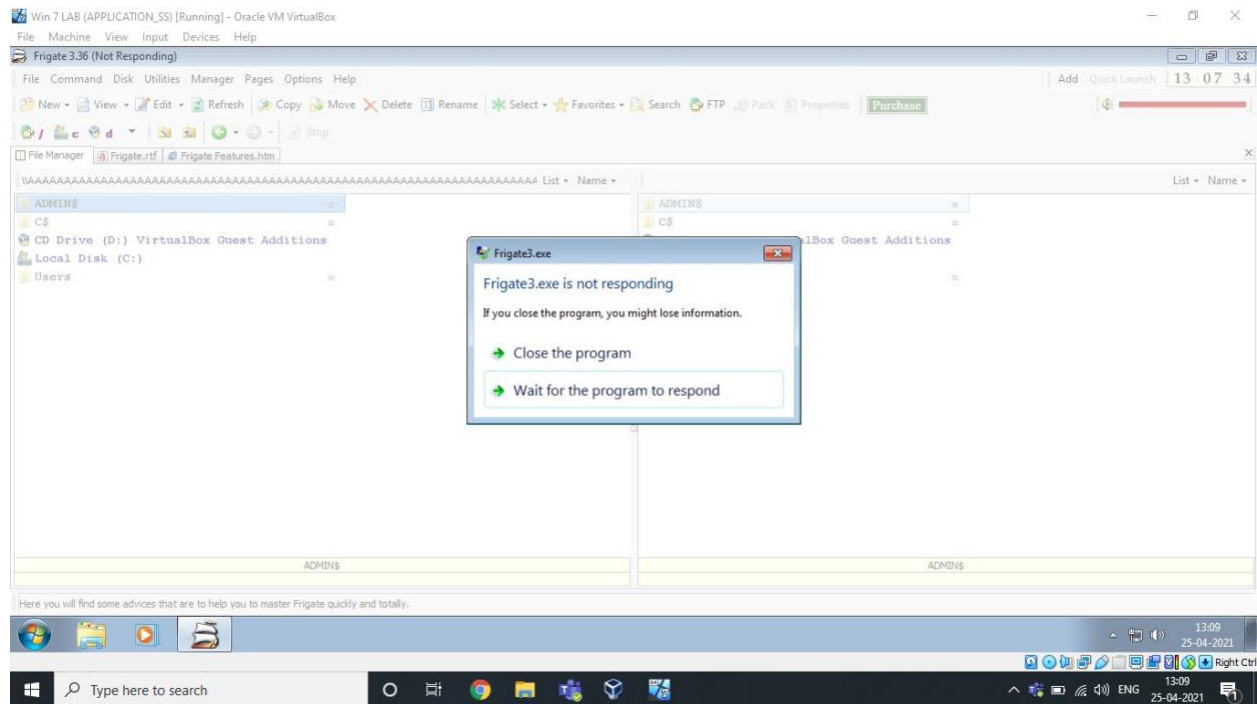 Win 7 LAB (APPLICATION_SS) [Running] - Oracle VM VirtualBox
File Machine View Input Devices Help
Frigate 3.36 (Not Responding)
File Command Disk Utilities Manager Pages Options Help Add Quick Launch 13 07 34
New View Edit Refresh Copy Move Delete Rename Select Favorites Search FTP Pack Properties Purchase
/ c d Stop
File Manager Frigate.rtf Frigate Features.htm
List Name List Name
ADMIN$ ADMIN$
C$ C$
CD Drive (D:) VirtualBox Guest Additions lBox Guest Additions
Local Disk (C:)
Users
Frigate3.exe
Frigate3.exe is not responding
If you close the program, you might lose information.
Close the program
Wait for the program to respond
ADMIN$ ADMIN$
Here you will find some advices that are to help you to master Frigate quickly and totally.
13:09
25-04-2021
Right Ctrl
Type here to search ENG
13:09
25-04-2021